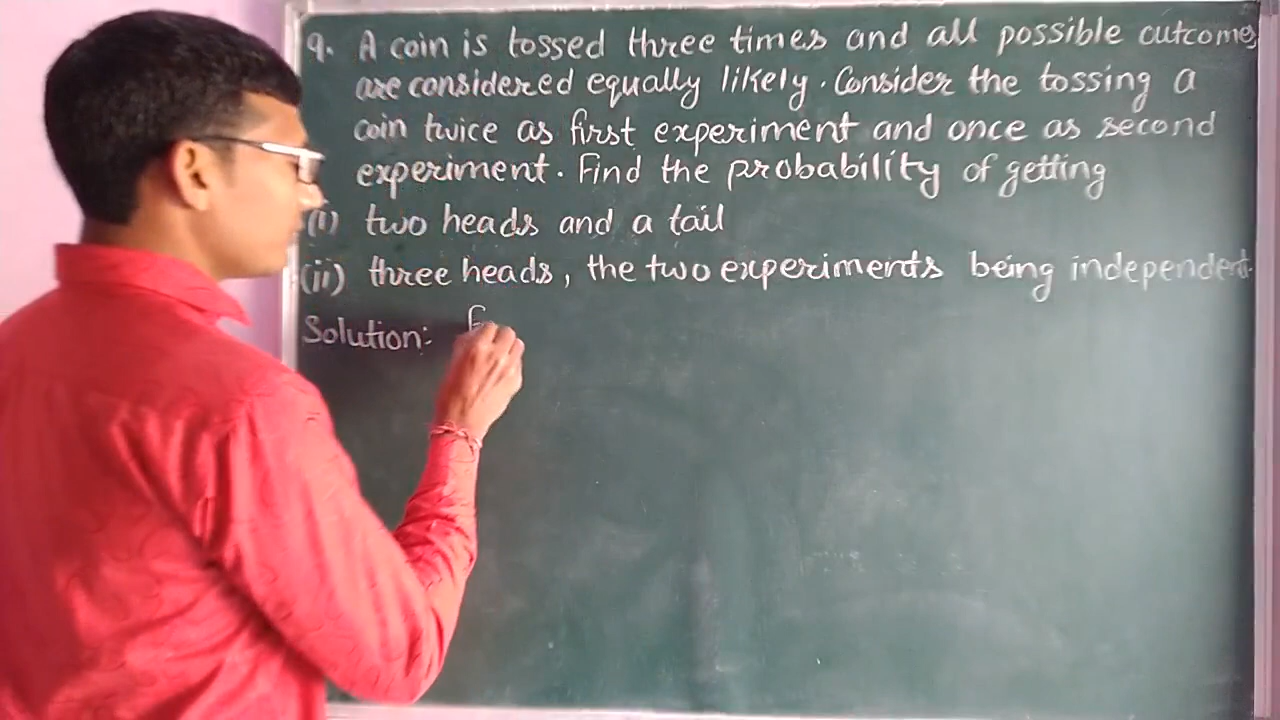 9. A coin is tossed three times and all possible outcomes
are considered equally likely. Consider the tossing a
coin twice as first experiment and once as second
experiment. Find the probability of getting
(i) two heads and a tail
(ii) three heads, the two experiments being independent.
Solution: